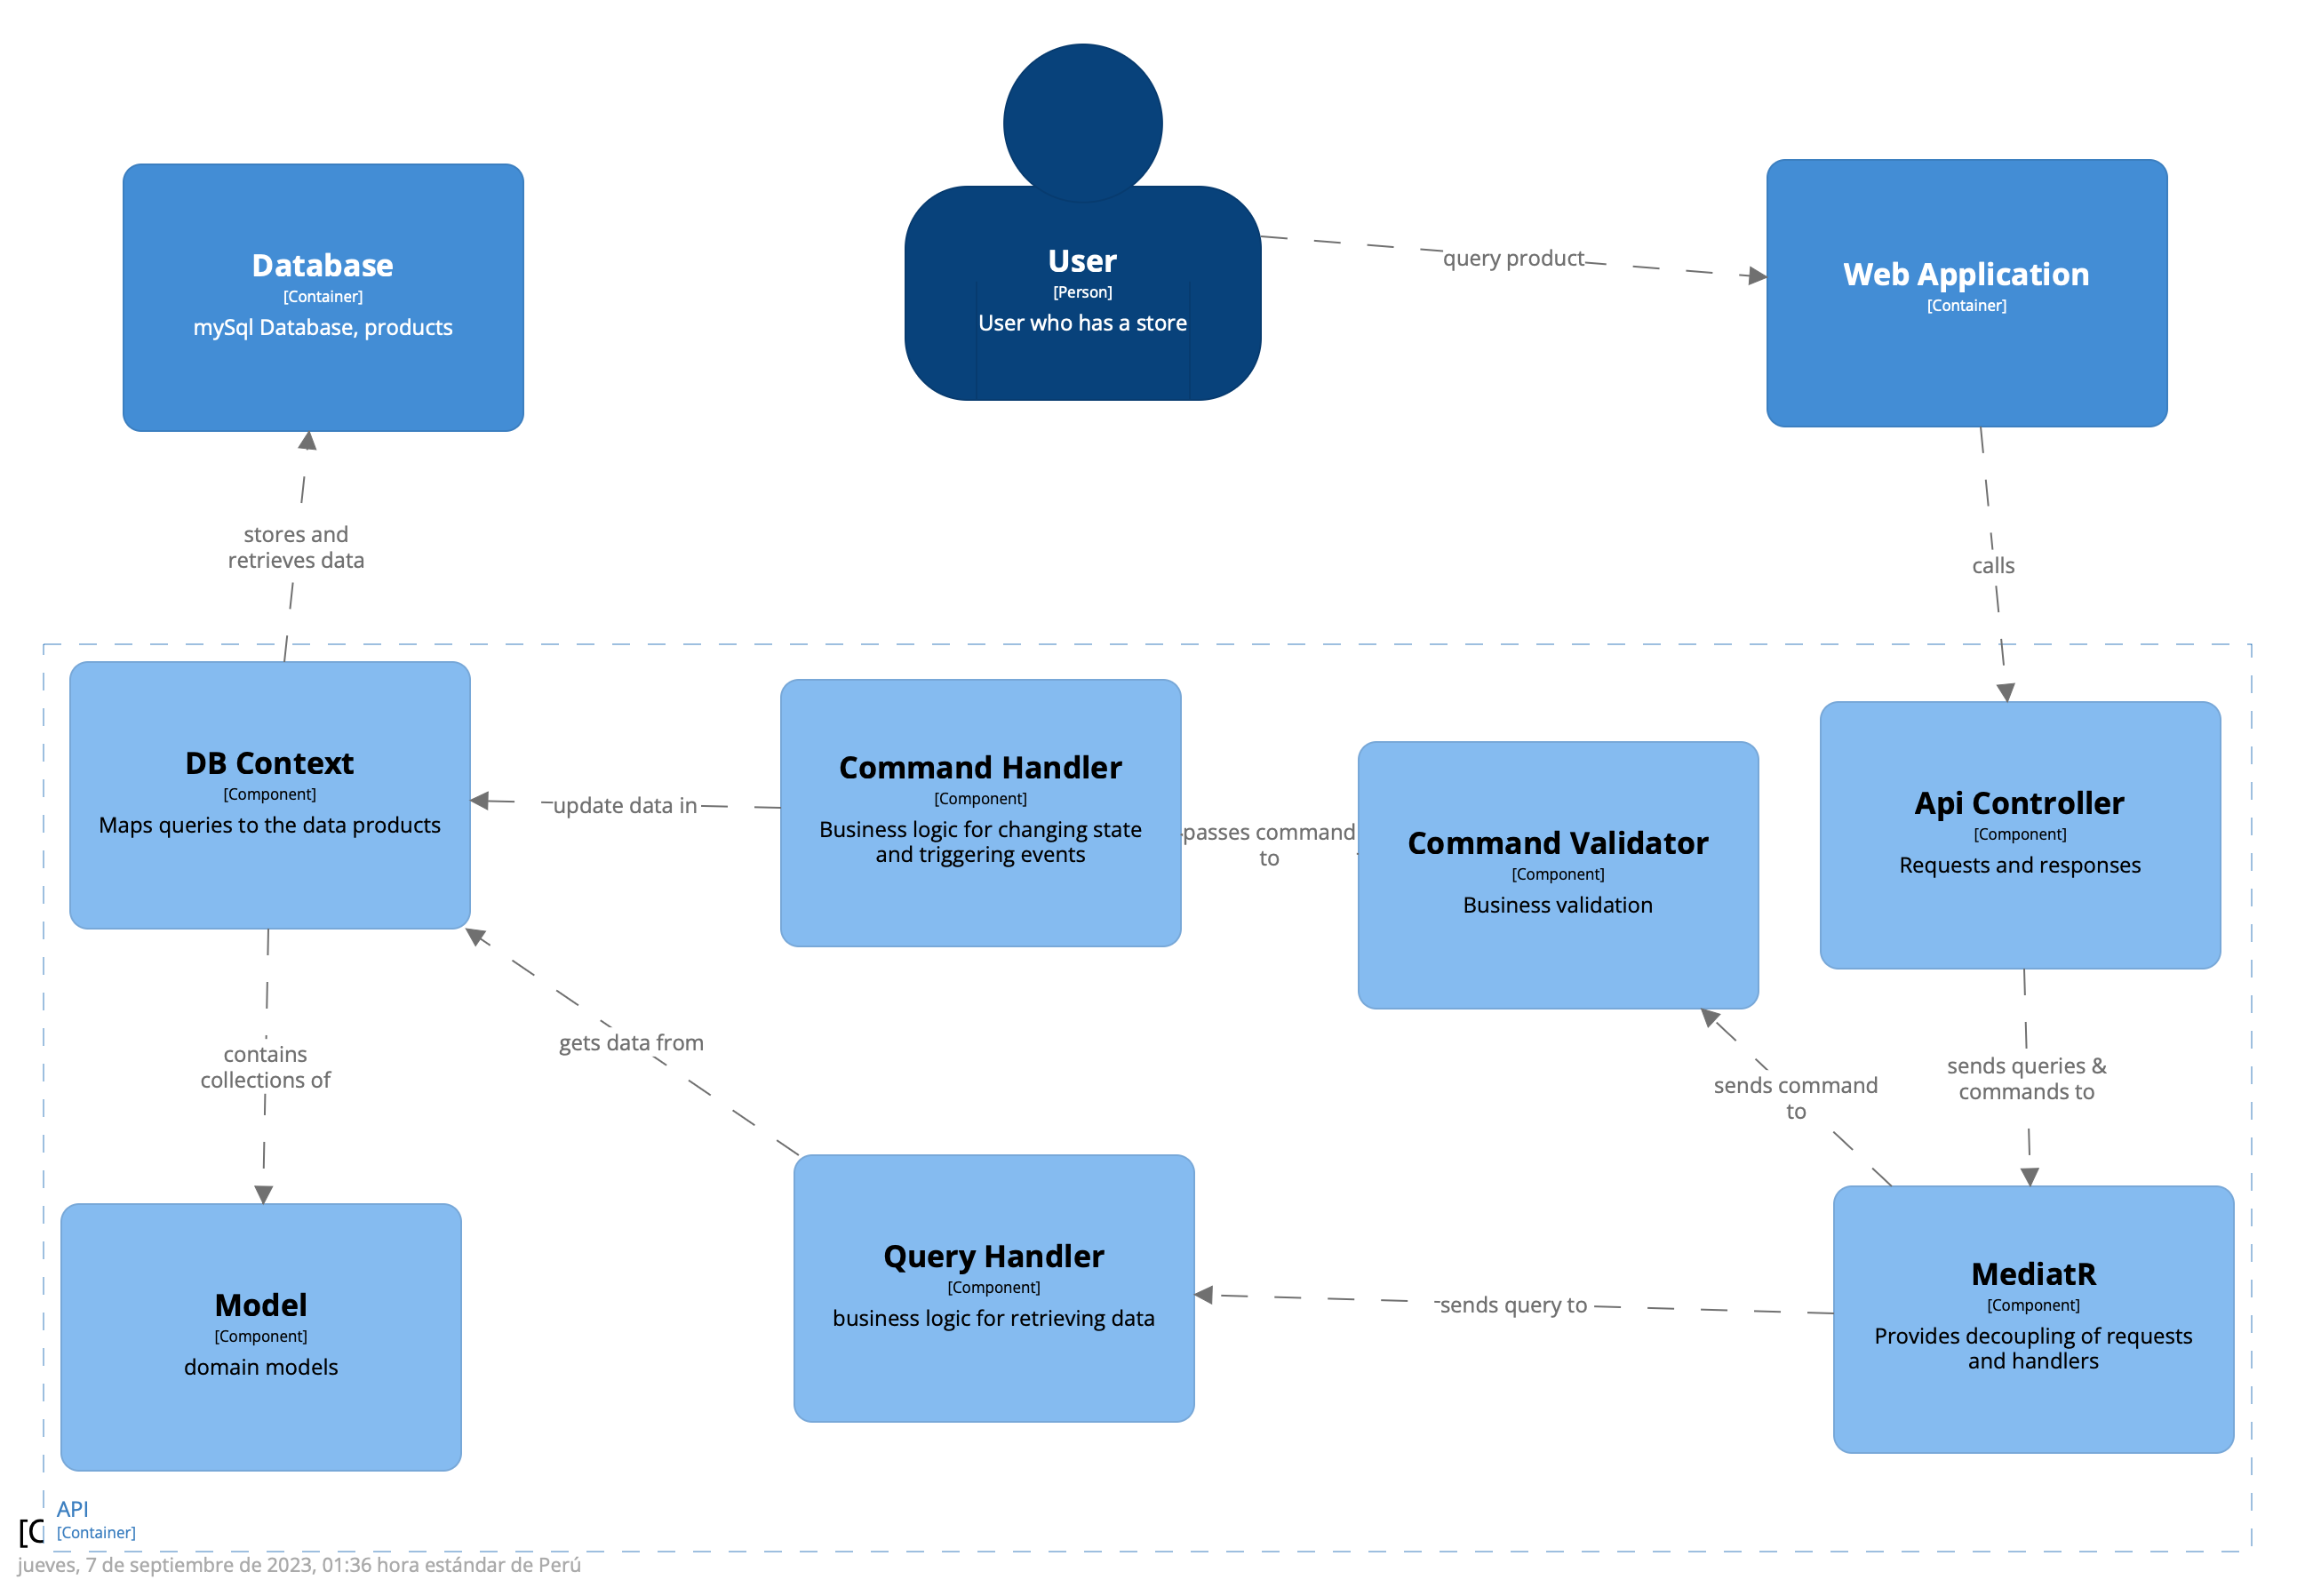 Database
[Container]
mySql Database, products
User
[Person]
User who has a store
query product
Web Application
[Container]
stores and
retrieves data
calls
DB Context
[Component]
Maps queries to the data products
update data in
Command Handler
[Component]
Business logic for changing state
and triggering events
passes command
to
Command Validator
[Component]
Business validation
Api Controller
[Component]
Requests and responses
contains
collections of
gets data from
sends command
to
sends queries &
commands to
Model
[Component]
domain models
Query Handler
[Component]
business logic for retrieving data
sends query to
MediatR
[Component]
Provides decoupling of requests
and handlers
API
[Container]
jueves, 7 de septiembre de 2023, 01:36 hora estándar de Perú